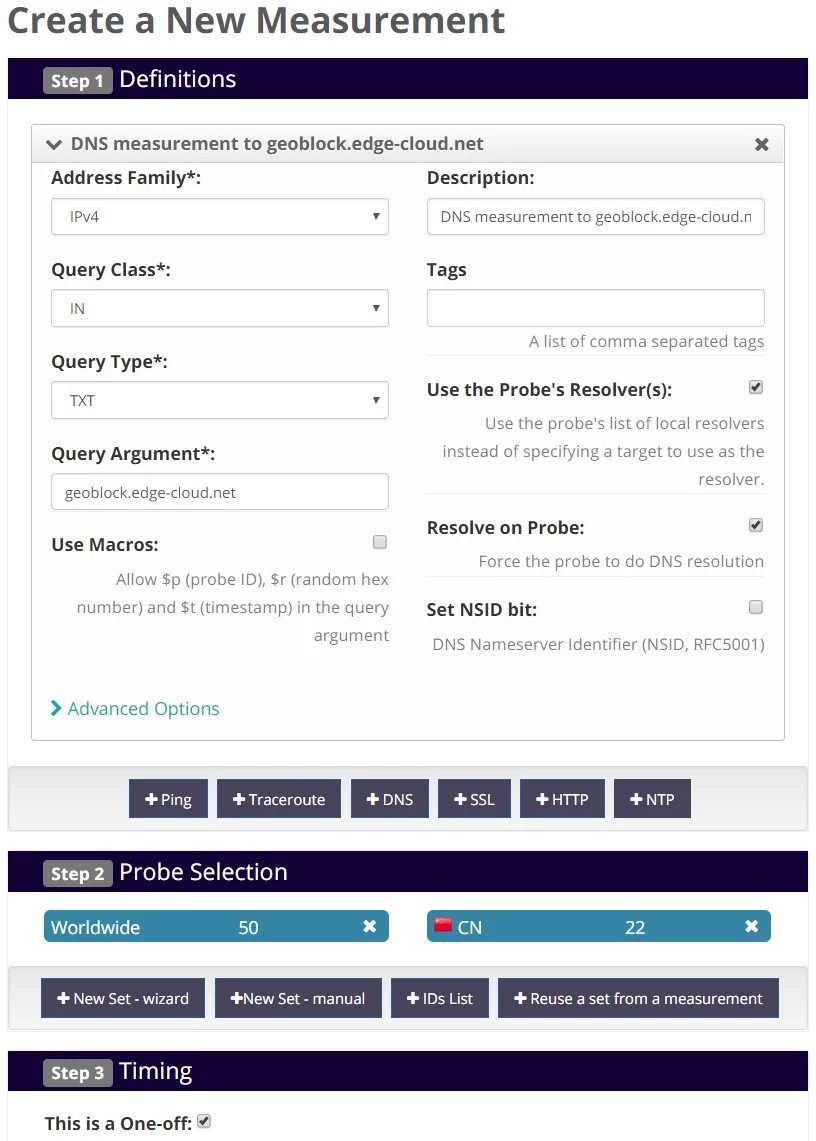 Create a New Measurement
Step 1 Definitions
DNS measurement to geoblock.edge-cloud.net
Address Family*:
IPv4
Query Class*:
IN
Query Type*:
TXT
Query Argument*:
geoblock.edge-cloud.net
Use Macros:
Allow $p (probe ID), $r (random hex
number) and $t (timestamp) in the query
argument
Description:
DNS measurement to geoblock.edge-cloud.n
Tags
A list of comma separated tags
Use the Probe's Resolver(s):
Use the probe's list of local resolvers
instead of specifying a target to use as the
resolver.
Resolve on Probe:
Force the probe to do DNS resolution
Set NSID bit:
DNS Nameserver Identifier (NSID, RFC5001)
Advanced Options
+ Ping + Traceroute + DNS + SSL + HTTP + NTP
Step 2 Probe Selection
Worldwide 50
CN 22
+ New Set - wizard +New Set - manual + IDs List + Reuse a set from a measurement
Step 3 Timing
This is a One-off: